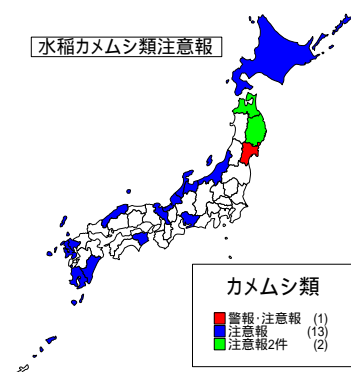 水稲カメムシ類注意報
カメムシ類
警報・注意報 (1)
注意報 (13)
注意報2件 (2)